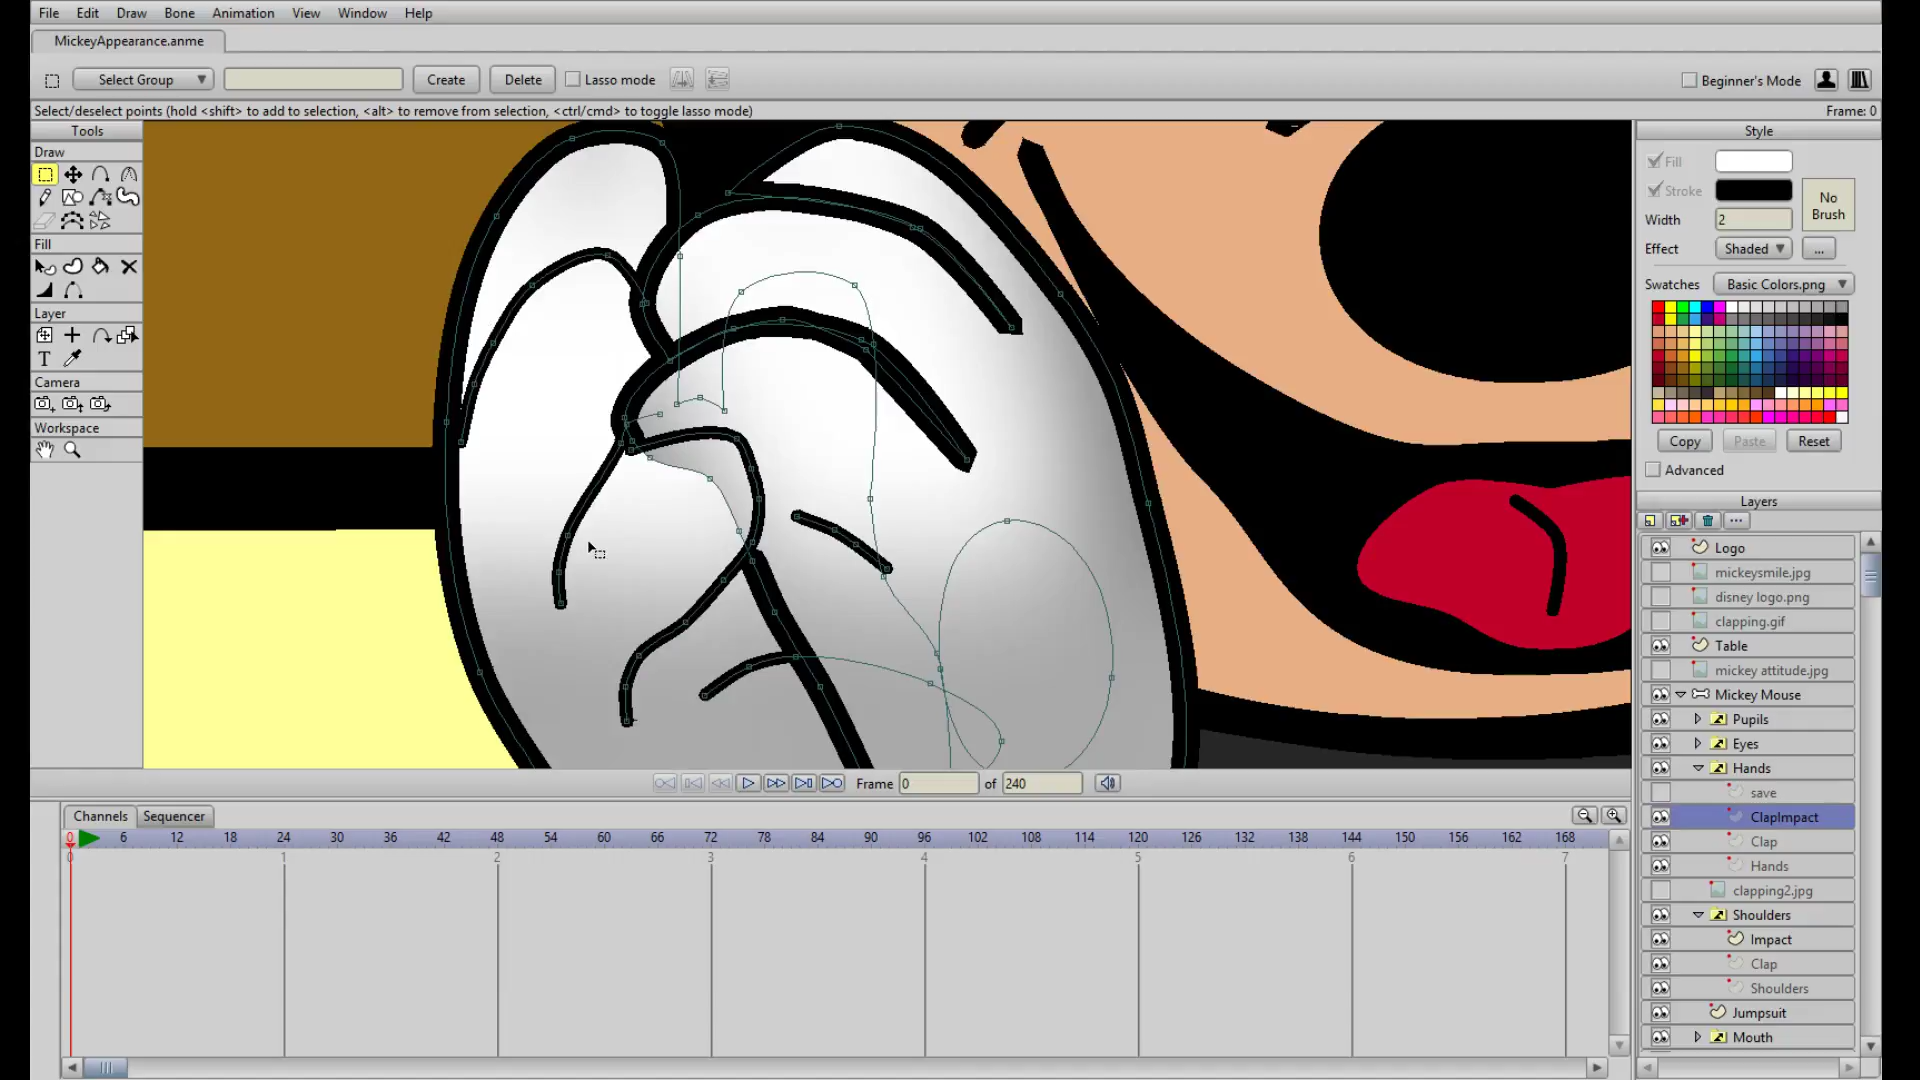 File Edit Draw Bone Animation View Window Help
MickeyAppearance.anme
Select Group Create Delete Lasso mode Beginner's Mode
Select/deselect points (hold <shift> to add to selection, <alt> to remove from selection, <ctrl/cmd> to toggle lasso mode) Frame: 0
Tools
Draw
Fill
Layer
T
Camera
Workspace
Style
Fill
Stroke
No
Brush
Width 2
Effect Shaded ...
Swatches Basic Colors.png
Copy Paste Reset
Advanced
Layers
Logo
mickeysmile.jpg
disney logo.png
clapping.gif
Table
mickey attitude.jpg
Mickey Mouse
Pupils
Eyes
Hands
save
ClapImpact
Clap
Hands
clapping2.jpg
Shoulders
Impact
Clap
Shoulders
Jumpsuit
Mouth
Frame 0 of 240
Channels Sequencer
0 6 12 18 24 30 36 42 48 54 60 66 72 78 84 90 96 102 108 114 120 126 132 138 144 150 156 162 168
0 1 2 3 4 5 6 7